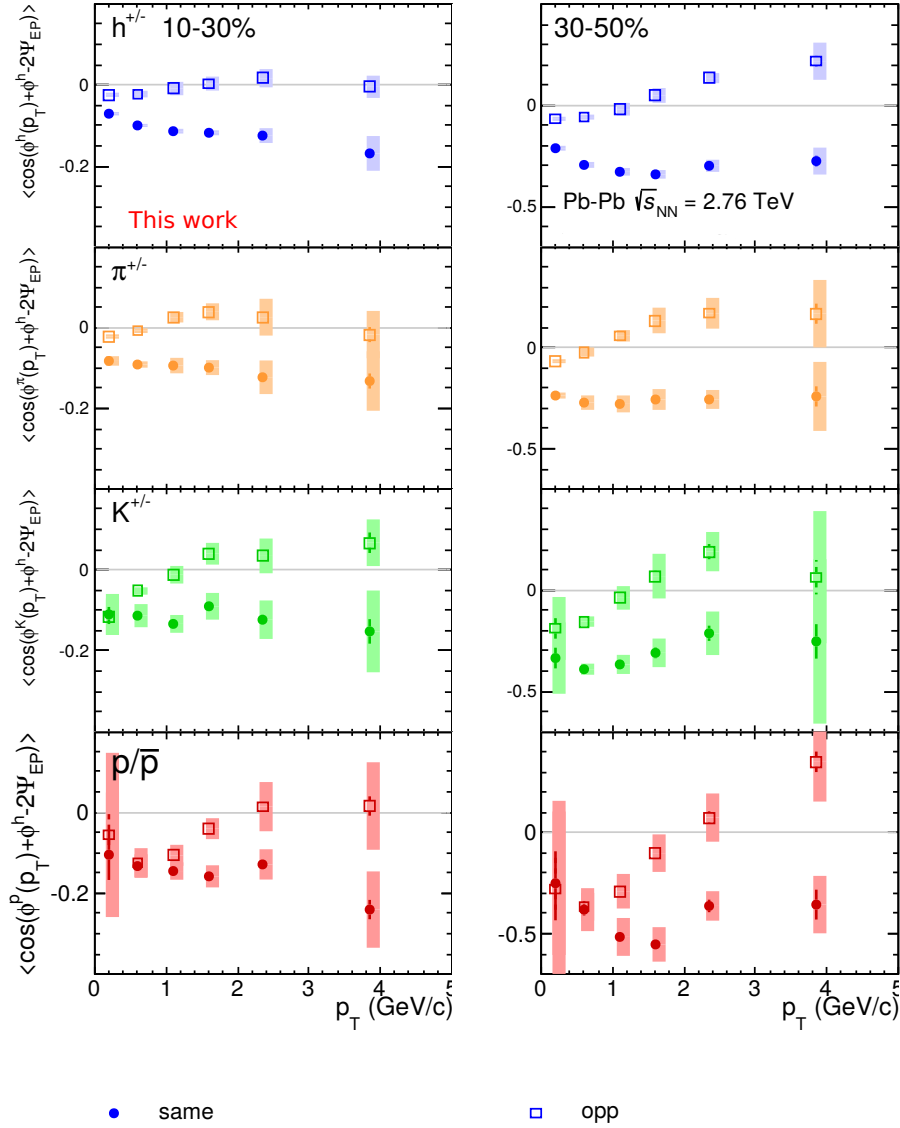 h+/- 10-30%
30-50%
<cos(φh(pT)+φh-2ΨEP)>
0
-0.2
0
-0.5
This work
Pb-Pb √sNN = 2.76 TeV
π+/-
<cos(φπ(pT)+φh-2ΨEP)>
0
-0.2
0
-0.5
K+/-
<cos(φK(pT)+φh-2ΨEP)>
0
-0.2
0
-0.5
p/p̅
<cos(φp(pT)+φh-2ΨEP)>
0
-0.2
0
-0.5
0 1 2 3 4 5
0 1 2 3 4 5
pT (GeV/c)
pT (GeV/c)
same
opp